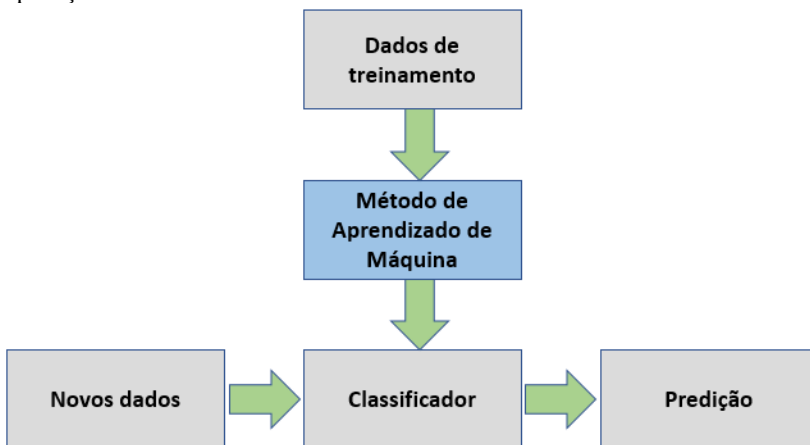 Dados de
treinamento
Método de
Aprendizado de
Máquina
Novos dados
Classificador
Predição